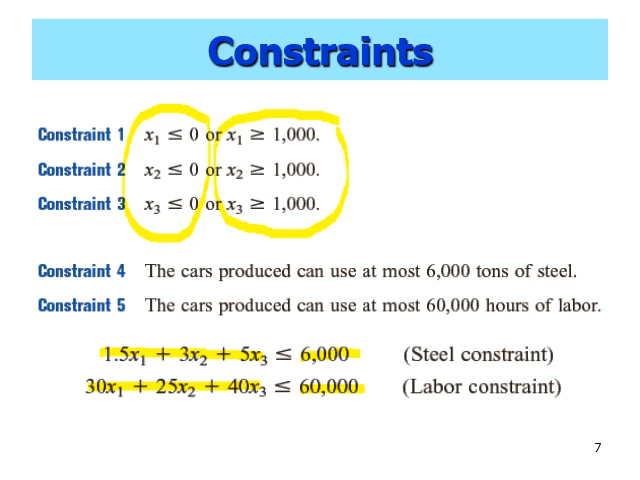 Constraints
Constraint 1 x₁ ≤ 0 or x₁ ≥ 1,000.
Constraint 2 x₂ ≤ 0 or x₂ ≥ 1,000.
Constraint 3 x₃ ≤ 0 or x₃ ≥ 1,000.
Constraint 4 The cars produced can use at most 6,000 tons of steel.
Constraint 5 The cars produced can use at most 60,000 hours of labor.
1.5x₁ + 3x₂ + 5x₃ ≤ 6,000 (Steel constraint)
30x₁ + 25x₂ + 40x₃ ≤ 60,000 (Labor constraint)
7